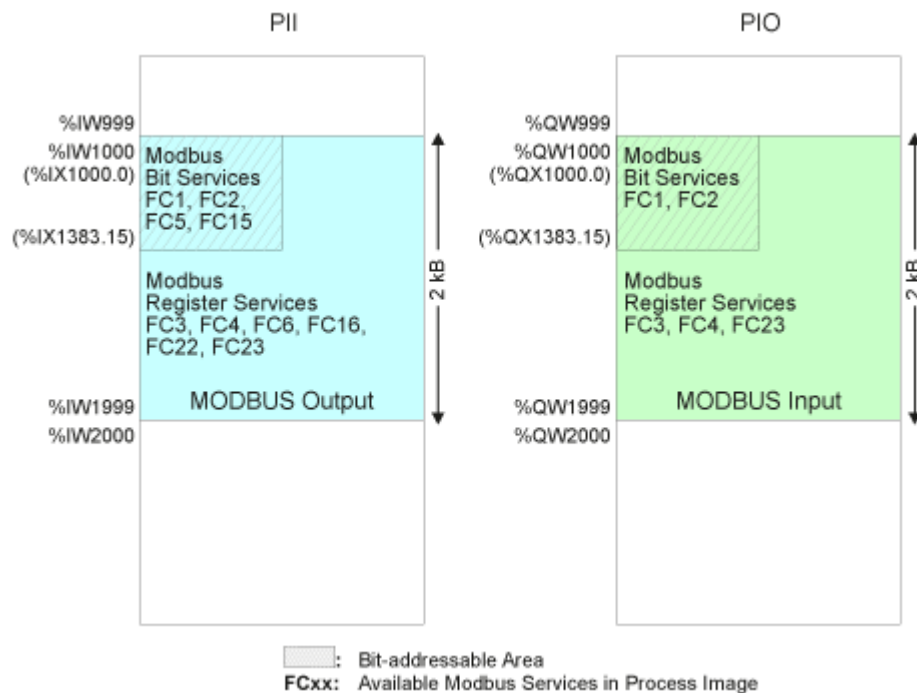 PII
%IW999
%IW1000
(%IX1000.0)
(%IX1383.15)
Modbus
Bit Services
FC1, FC2,
FC5, FC15
Modbus
Register Services
FC3, FC4, FC6, FC16,
FC22, FC23
%IW1999
MODBUS Output
%IW2000
2 kB
PIO
%QW999
%QW1000
(%QX1000.0)
(%QX1383.15)
Modbus
Bit Services
FC1, FC2
Modbus
Register Services
FC3, FC4, FC23
%QW1999
MODBUS Input
%QW2000
2 kB
: Bit-addressable Area
FCxx: Available Modbus Services in Process Image